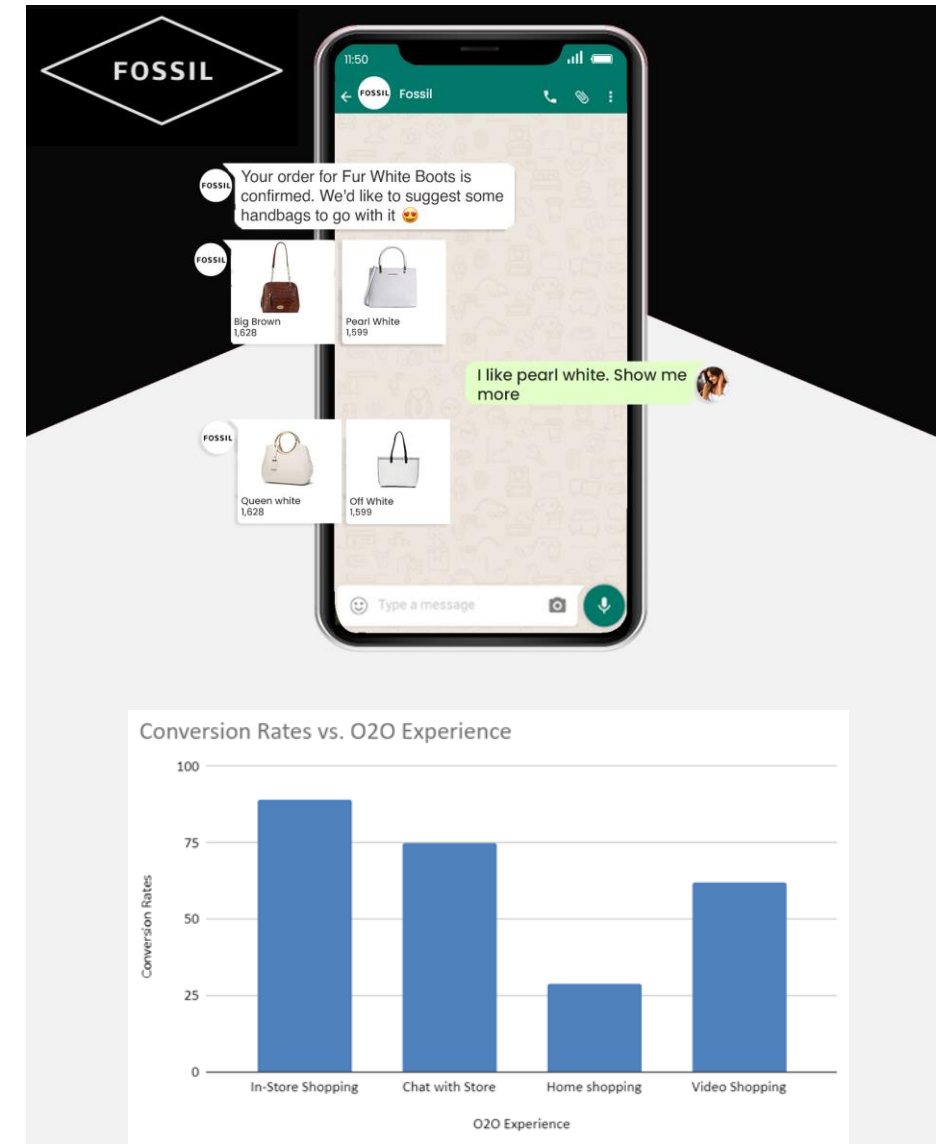 FOSSIL
11:50
FOSSIL
Fossil
FOSSIL
Your order for Fur White Boots is
confirmed. We'd like to suggest some
handbags to go with it 😍
FOSSIL
Big Brown
1,628
Pearl White
1,599
I like pearl white. Show me
more
FOSSIL
Queen white
1,628
Off White
1,599
Type a message
Conversion Rates vs. O2O Experience
100
75
50
25
0
Conversion Rates
In-Store Shopping
Chat with Store
Home shopping
Video Shopping
O2O Experience